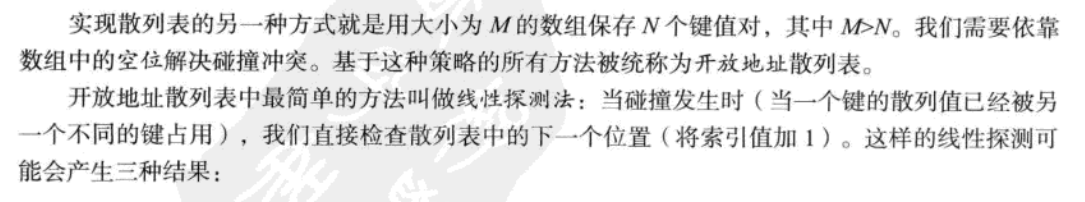 实现散列表的另一种方式就是用大小为 M 的数组保存 N 个键值对，其中 M>N。我们需要依靠
数组中的空位解决碰撞冲突。基于这种策略的所有方法被统称为开放地址散列表。
开放地址散列表中最简单的方法叫做线性探测法：当碰撞发生时（当一个键的散列值已经被另
一个不同的键占用），我们直接检查散列表中的下一个位置（将索引值加 1）。这样的线性探测可
能会产生三种结果：